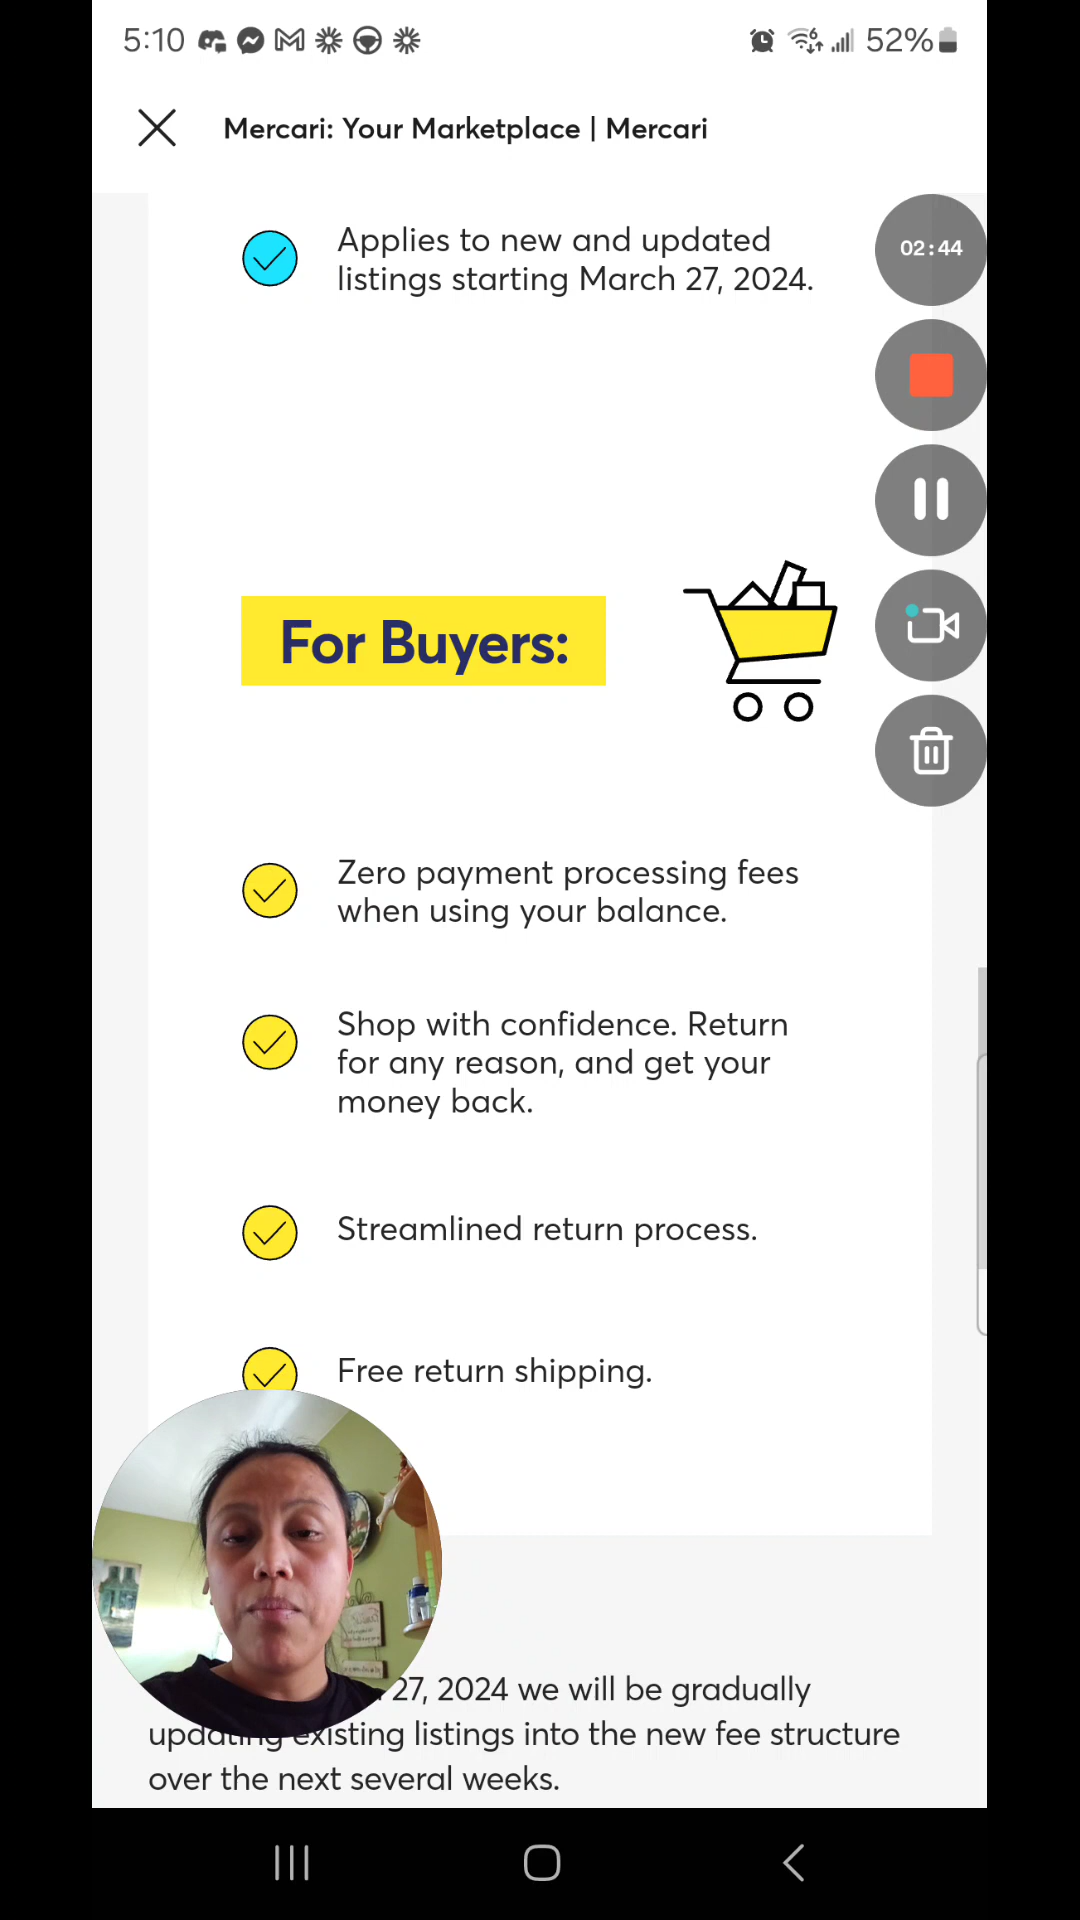 5:10
52%
Mercari: Your Marketplace | Mercari
Applies to new and updated
listings starting March 27, 2024.
02:44
For Buyers:
Zero payment processing fees
when using your balance.
Shop with confidence. Return
for any reason, and get your
money back.
Streamlined return process.
Free return shipping.
27, 2024 we will be gradually
updating existing listings into the new fee structure
over the next several weeks.